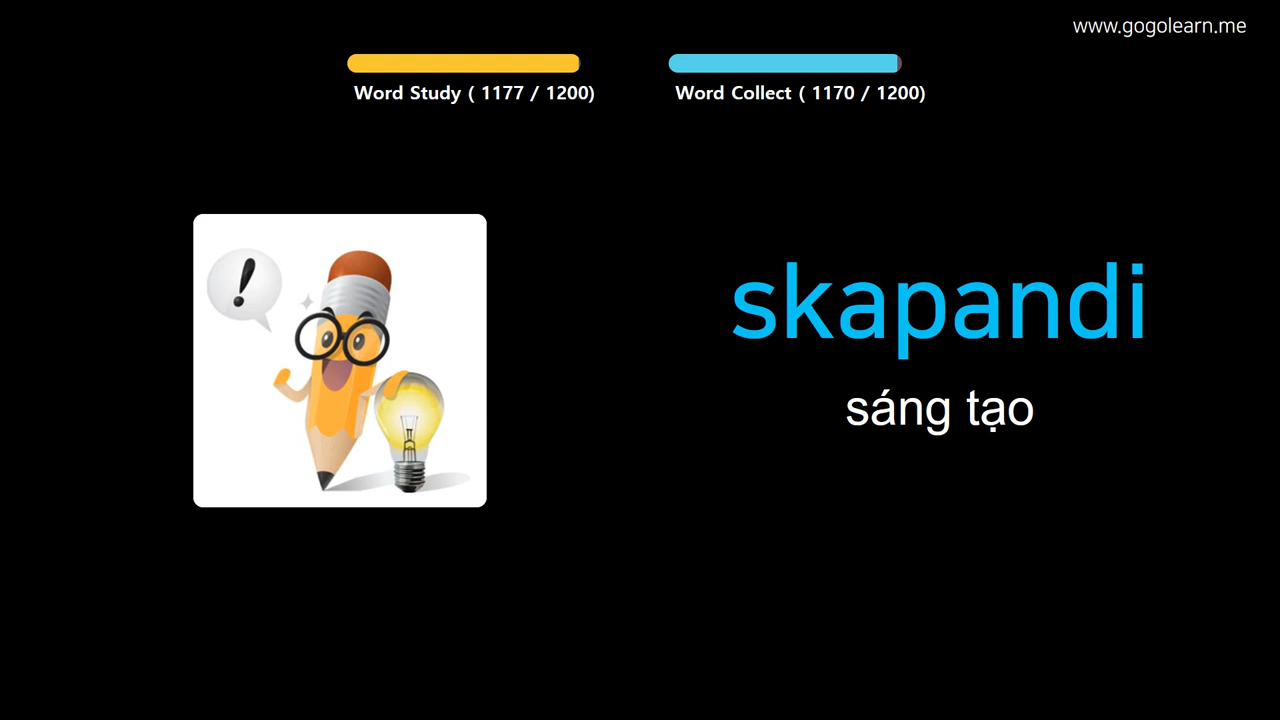 www.gogolearn.me
Word Study ( 1177 / 1200)
Word Collect ( 1170 / 1200)
!
skapandi
sáng tạo